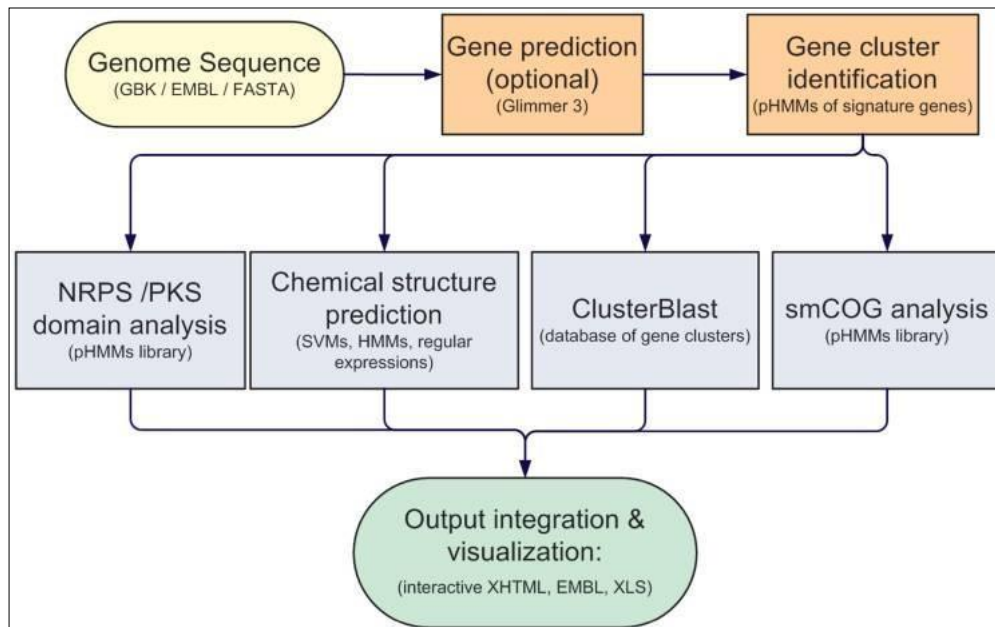 Genome Sequence
(GBK / EMBL / FASTA)
Gene prediction
(optional)
(Glimmer 3)
Gene cluster
identification
(pHMMs of signature genes)
NRPS /PKS
domain analysis
(pHMMs library)
Chemical structure
prediction
(SVMs, HMMs, regular
expressions)
ClusterBlast
(database of gene clusters)
smCOG analysis
(pHMMs library)
Output integration &
visualization:
(interactive XHTML, EMBL, XLS)